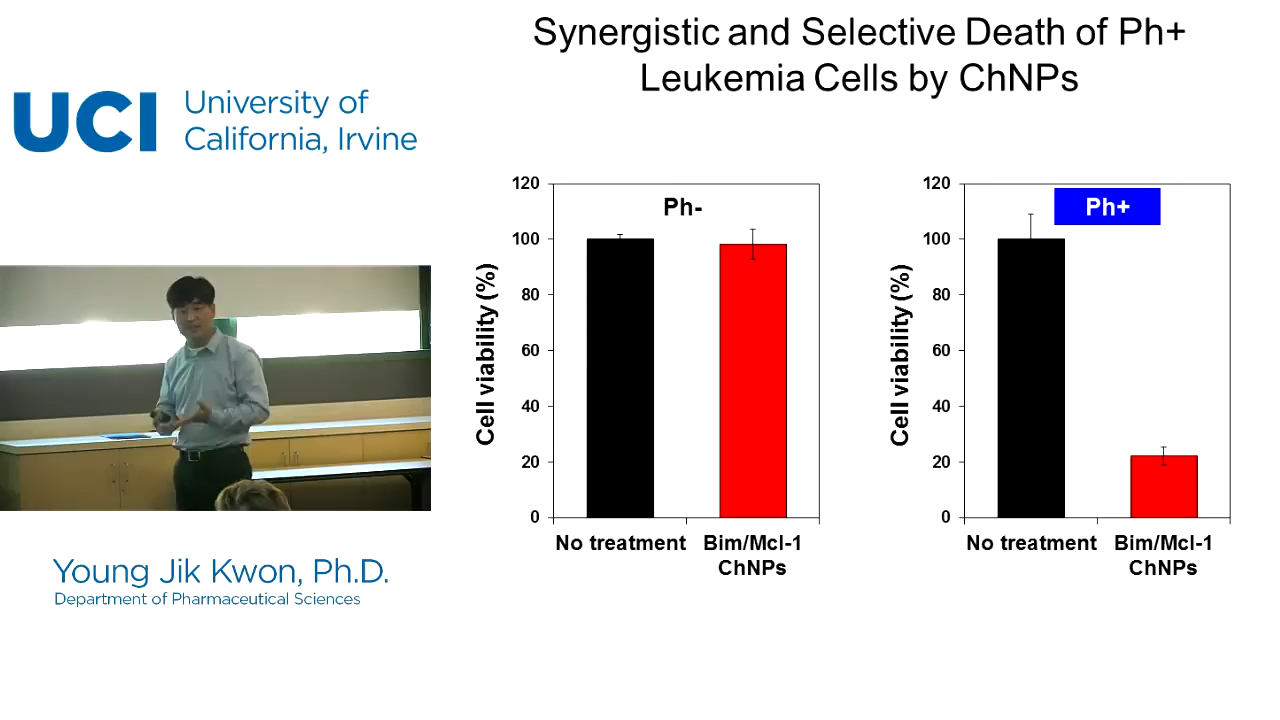 Synergistic and Selective Death of Ph+
Leukemia Cells by ChNPs
UCI University of
California, Irvine
Young Jik Kwon, Ph.D.
Department of Pharmaceutical Sciences
Ph-
Cell viability (%)
120
100
80
60
40
20
0
No treatment
Bim/Mcl-1
ChNPs
Ph+
Cell viability (%)
120
100
80
60
40
20
0
No treatment
Bim/Mcl-1
ChNPs